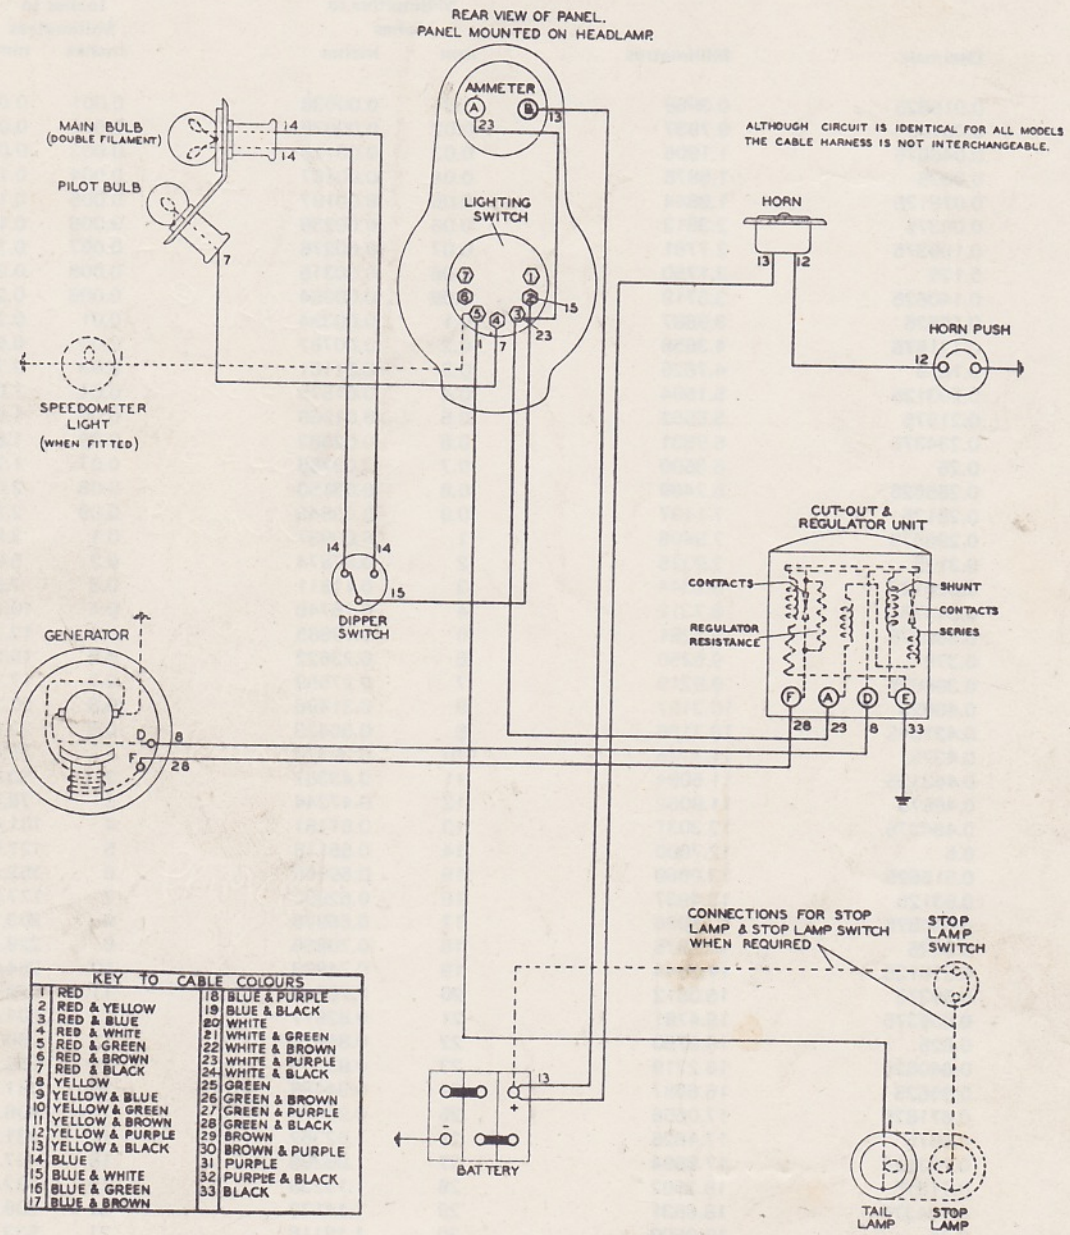 REAR VIEW OF PANEL.
PANEL MOUNTED ON HEADLAMP.
AMMETER
A
B
23
13
MAIN BULB
(DOUBLE FILAMENT)
14
14
PILOT BULB
7
ALTHOUGH CIRCUIT IS IDENTICAL FOR ALL MODELS
THE CABLE HARNESS IS NOT INTERCHANGEABLE.
LIGHTING
SWITCH
7
1
6
2
5
4
3
15
1
7
23
HORN
13
12
HORN PUSH
12
SPEEDOMETER
LIGHT
(WHEN FITTED)
14
14
15
DIPPER
SWITCH
CUT-OUT &
REGULATOR UNIT
CONTACTS
SHUNT
CONTACTS
REGULATOR
RESISTANCE
SERIES
F
A
D
E
28
23
8
33
GENERATOR
D
8
F
28
CONNECTIONS FOR STOP
LAMP & STOP LAMP SWITCH
WHEN REQUIRED
STOP
LAMP
SWITCH
13
+
-
BATTERY
1
TAIL
LAMP
STOP
LAMP
KEY TO CABLE COLOURS
1 RED
2 RED & YELLOW
3 RED & BLUE
4 RED & WHITE
5 RED & GREEN
6 RED & BROWN
7 RED & BLACK
8 YELLOW
9 YELLOW & BLUE
10 YELLOW & GREEN
11 YELLOW & BROWN
12 YELLOW & PURPLE
13 YELLOW & BLACK
14 BLUE
15 BLUE & WHITE
16 BLUE & GREEN
17 BLUE & BROWN
18 BLUE & PURPLE
19 BLUE & BLACK
20 WHITE
21 WHITE & GREEN
22 WHITE & BROWN
23 WHITE & PURPLE
24 WHITE & BLACK
25 GREEN
26 GREEN & BROWN
27 GREEN & PURPLE
28 GREEN & BLACK
29 BROWN
30 BROWN & PURPLE
31 PURPLE
32 PURPLE & BLACK
33 BLACK